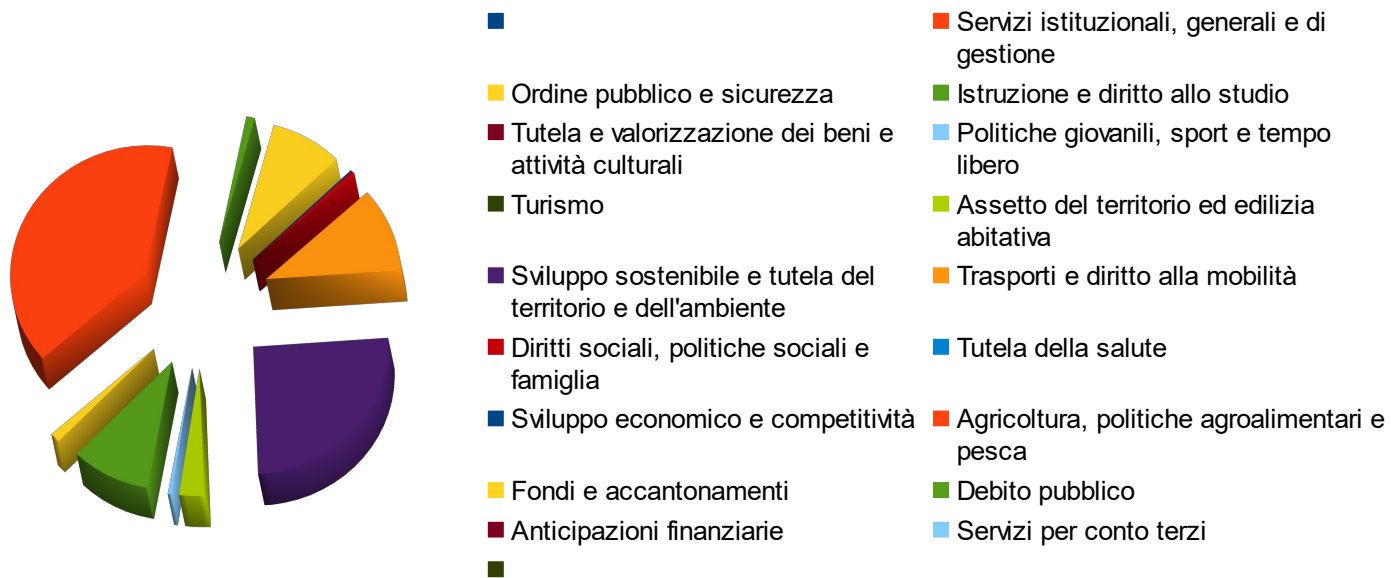 Servizi istituzionali, generali e di
gestione
Ordine pubblico e sicurezza
Istruzione e diritto allo studio
Tutela e valorizzazione dei beni e
attività culturali
Politiche giovanili, sport e tempo
libero
Turismo
Assetto del territorio ed edilizia
abitativa
Sviluppo sostenibile e tutela del
territorio e dell'ambiente
Trasporti e diritto alla mobilità
Diritti sociali, politiche sociali e
famiglia
Tutela della salute
Sviluppo economico e competitività
Agricoltura, politiche agroalimentari e
pesca
Fondi e accantonamenti
Debito pubblico
Anticipazioni finanziarie
Servizi per conto terzi